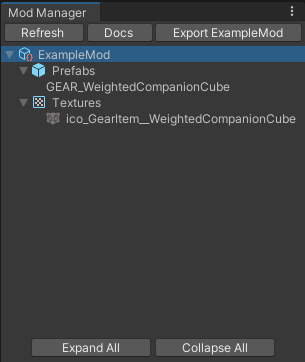 Mod Manager
Refresh Docs Export ExampleMod
ExampleMod
Prefabs
GEAR_WeightedCompanionCube
Textures
ico_GearItem__WeightedCompanionCube
Expand All Collapse All